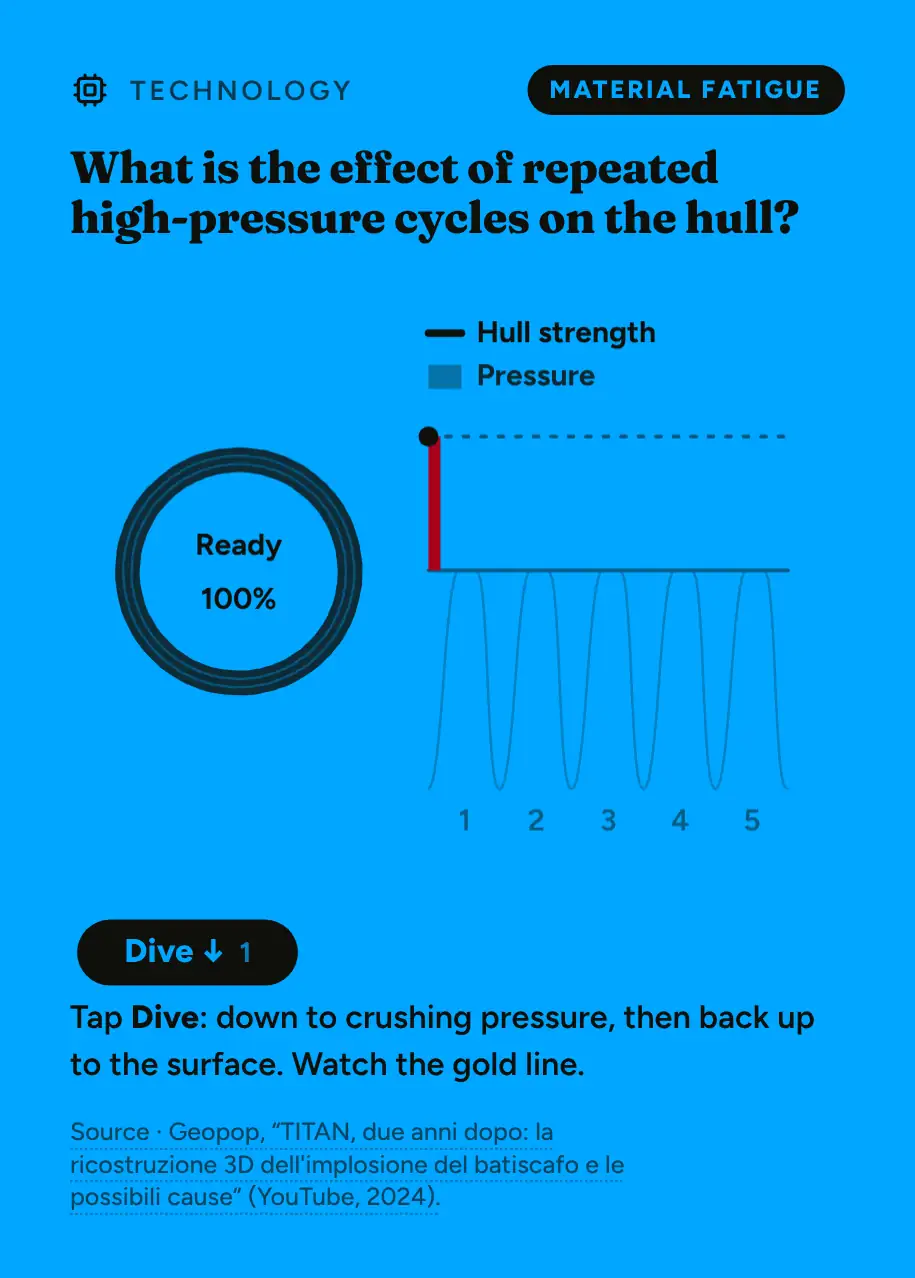 TECHNOLOGY
MATERIAL FATIGUE
What is the effect of repeated
high-pressure cycles on the hull?
Hull strength
Pressure
Ready
100%
1 2 3 4 5
Dive ↓ 1
Tap Dive: down to crushing pressure, then back up
to the surface. Watch the gold line.
Source · Geopop, “TITAN, due anni dopo: la
ricostruzione 3D dell'implosione del batiscafo e le
possibili cause” (YouTube, 2024).